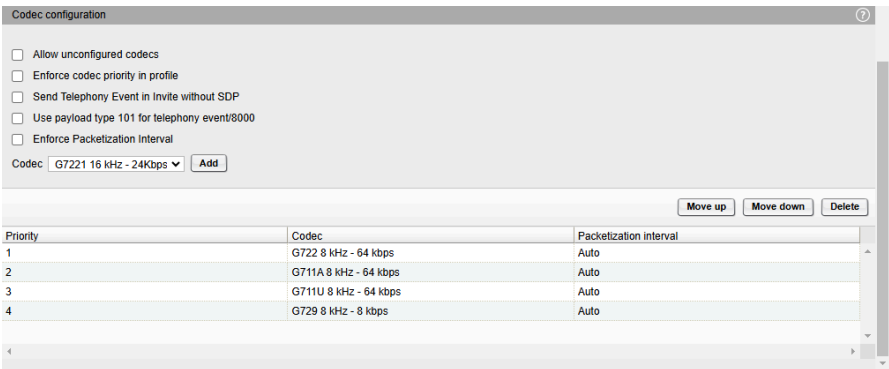 Codec configuration ?
Allow unconfigured codecs
Enforce codec priority in profile
Send Telephony Event in Invite without SDP
Use payload type 101 for telephony event/8000
Enforce Packetization Interval
Codec G7221 16 kHz - 24Kbps Add
Move up Move down Delete
Priority Codec Packetization interval
1 G722 8 kHz - 64 kbps Auto
2 G711A 8 kHz - 64 kbps Auto
3 G711U 8 kHz - 64 kbps Auto
4 G729 8 kHz - 8 kbps Auto